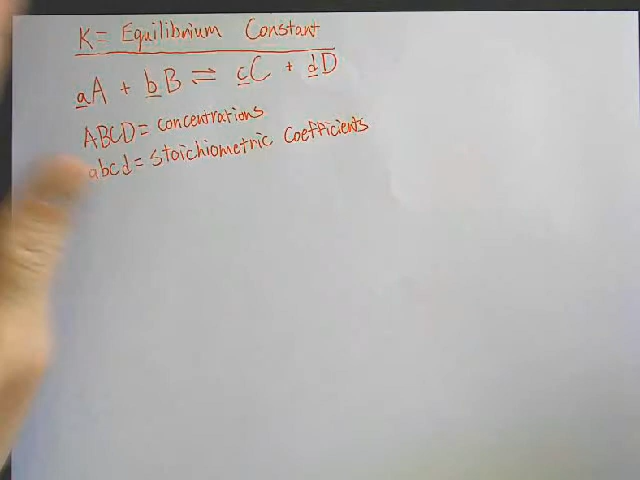 K= Equilibrium Constant
aA + bB ⇌ cC + dD
ABCD= concentrations
abcd= stoichiometric coefficients